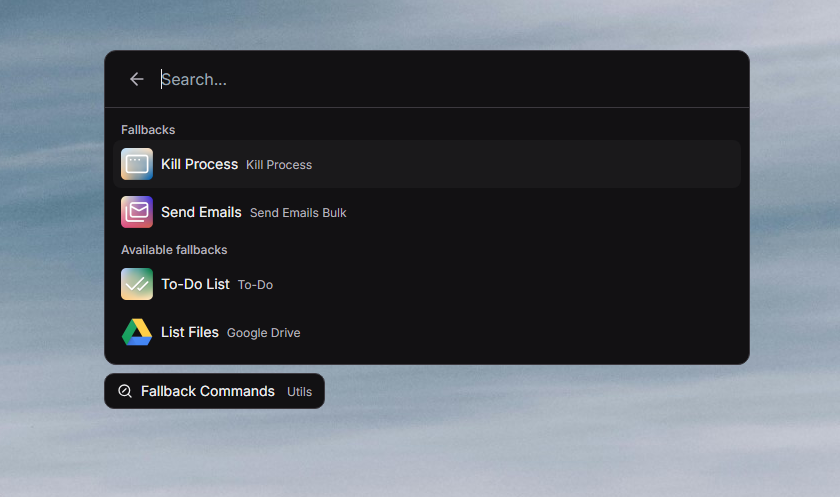 Search...
Fallbacks
Kill Process Kill Process
Send Emails Send Emails Bulk
Available fallbacks
To-Do List To-Do
List Files Google Drive
Fallback Commands Utils